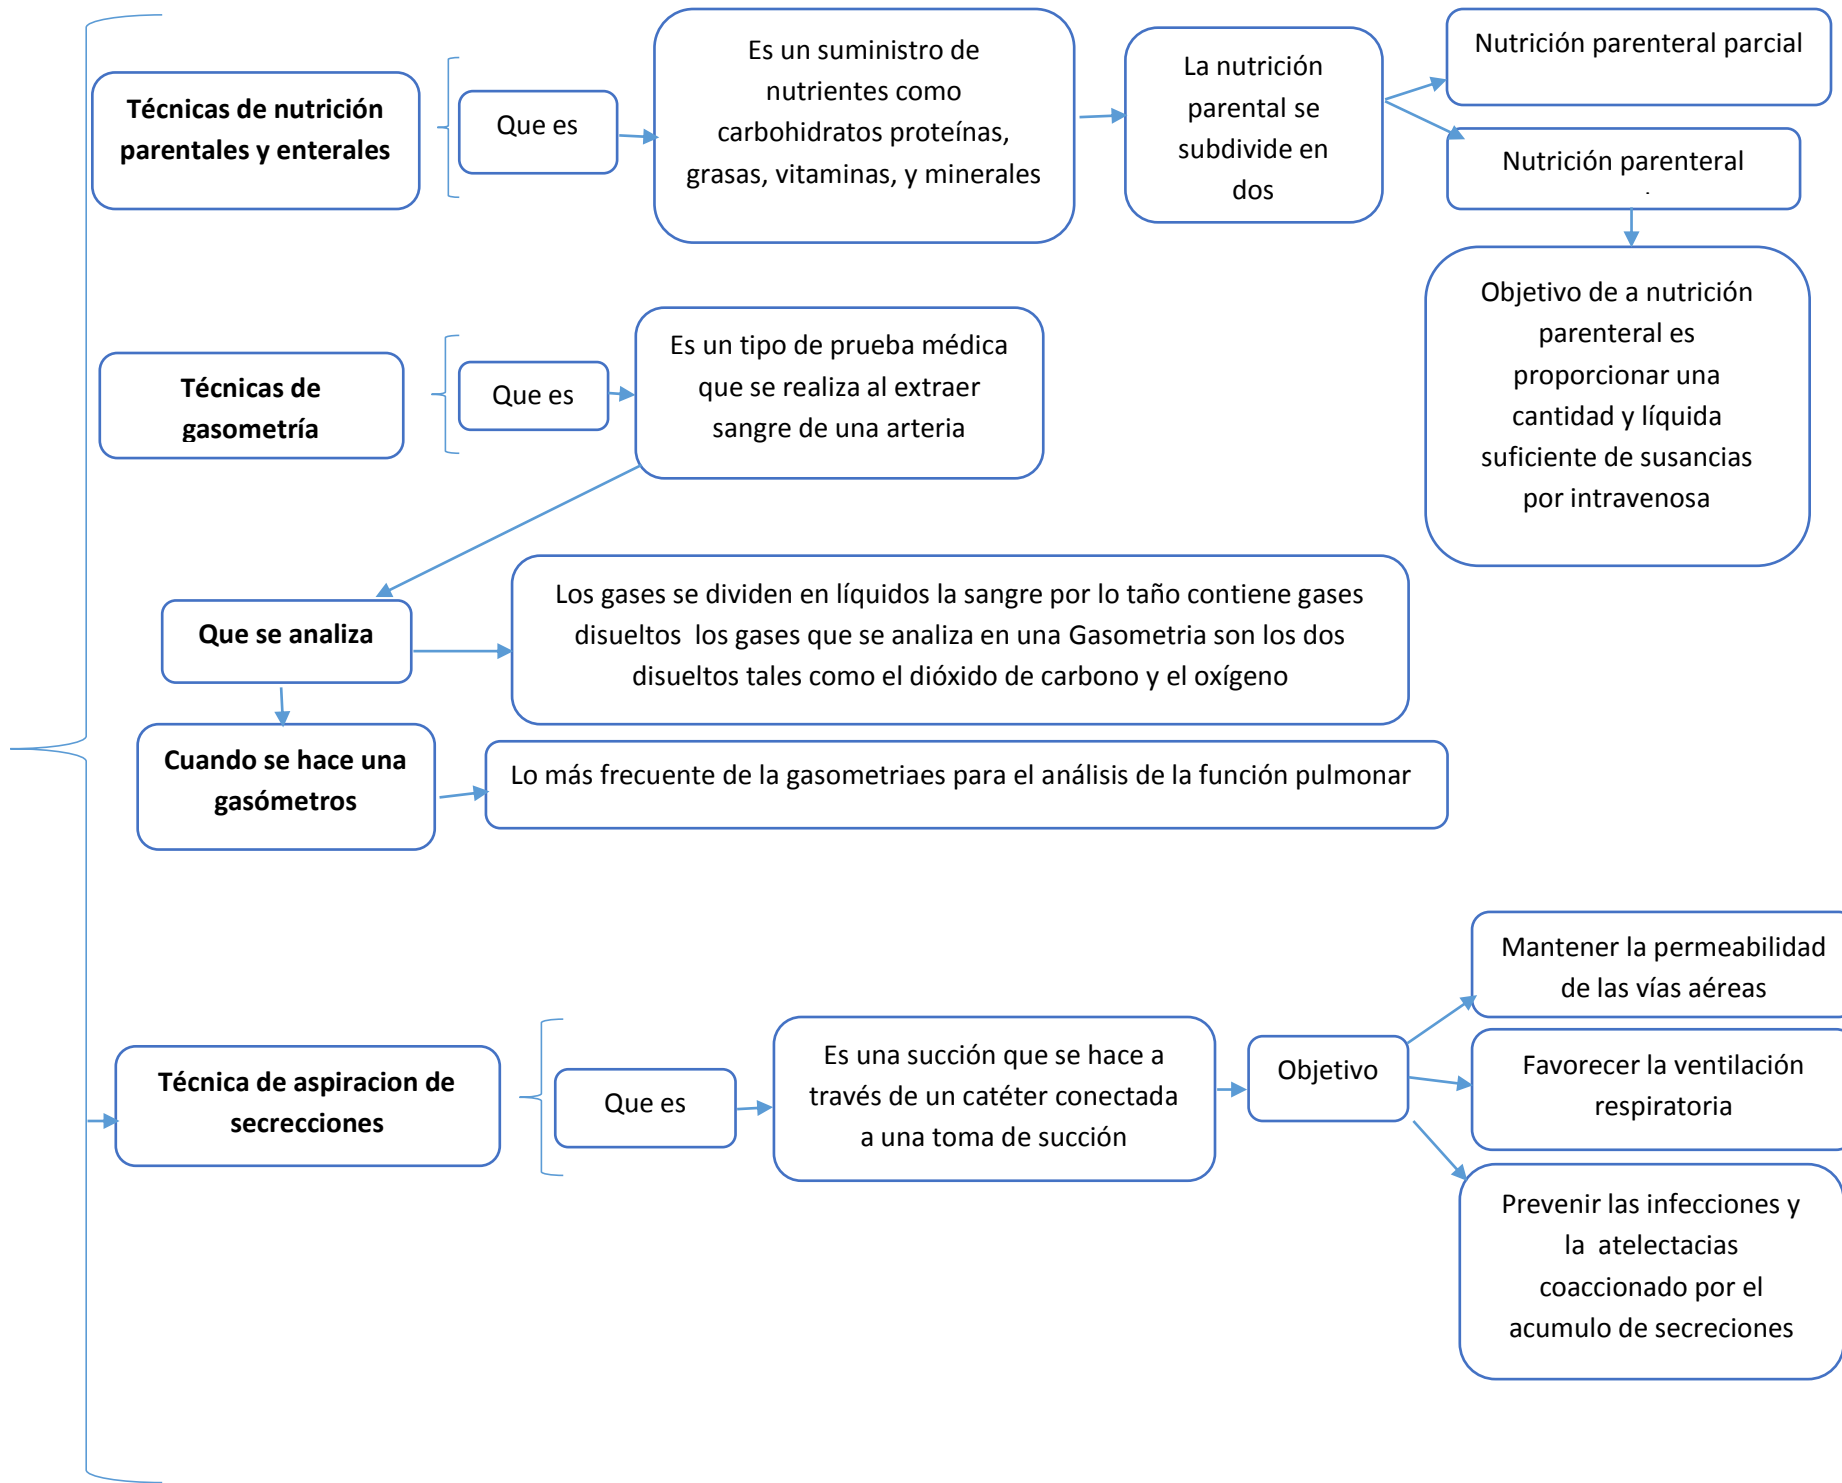 Técnicas de nutrición
parentales y enterales
Que es
Es un suministro de
nutrientes como
carbohidratos proteínas,
grasas, vitaminas, y minerales
La nutrición
parental se
subdivide en
dos
Nutrición parenteral parcial
Nutrición parenteral
Objetivo de a nutrición
parenteral es
proporcionar una
cantidad y líquida
suficiente de susancias
por intravenosa
Técnicas de
gasometría
Que es
Es un tipo de prueba médica
que se realiza al extraer
sangre de una arteria
Que se analiza
Los gases se dividen en líquidos la sangre por lo taño contiene gases
disueltos  los gases que se analiza en una Gasometria son los dos
disueltos tales como el dióxido de carbono y el oxígeno
Cuando se hace una
gasómetros
Lo más frecuente de la gasometriaes para el análisis de la función pulmonar
Técnica de aspiracion de
secrecciones
Que es
Es una succión que se hace a
través de un catéter conectada
a una toma de succión
Objetivo
Mantener la permeabilidad
de las vías aéreas
Favorecer la ventilación
respiratoria
Prevenir las infecciones y
la  atelectacias
coaccionado por el
acumulo de secreciones